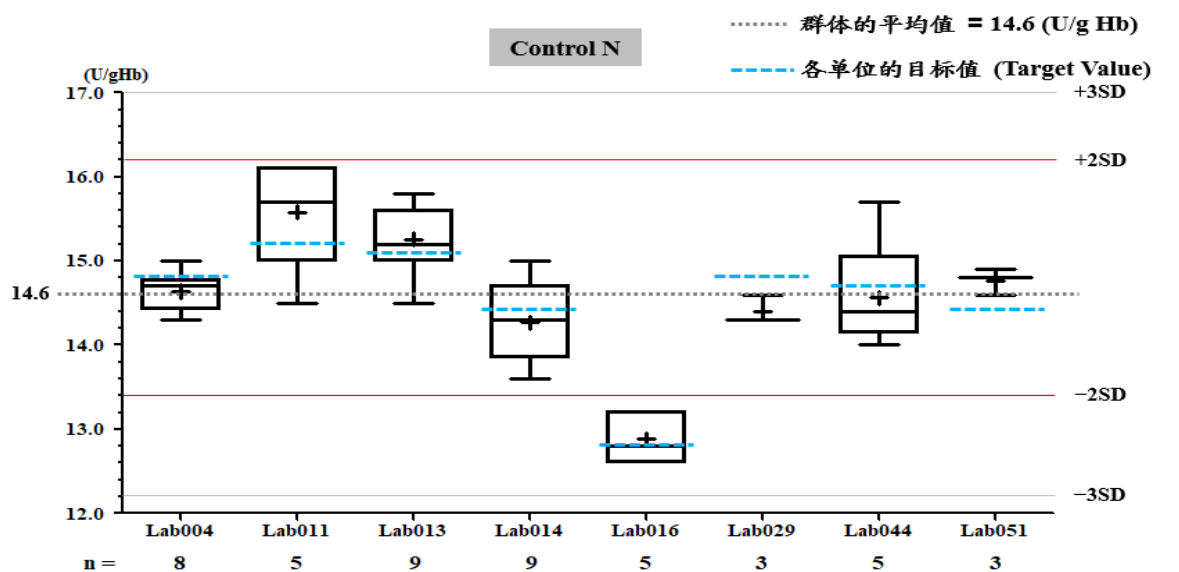 群体的平均值 = 14.6 (U/g Hb)
Control N
各单位的目标值 (Target Value)
(U/gHb)
17.0
+3SD
+2SD
16.0
15.0
14.6
14.0
−2SD
13.0
−3SD
12.0
Lab004 Lab011 Lab013 Lab014 Lab016 Lab029 Lab044 Lab051
n = 8 5 9 9 5 3 5 3